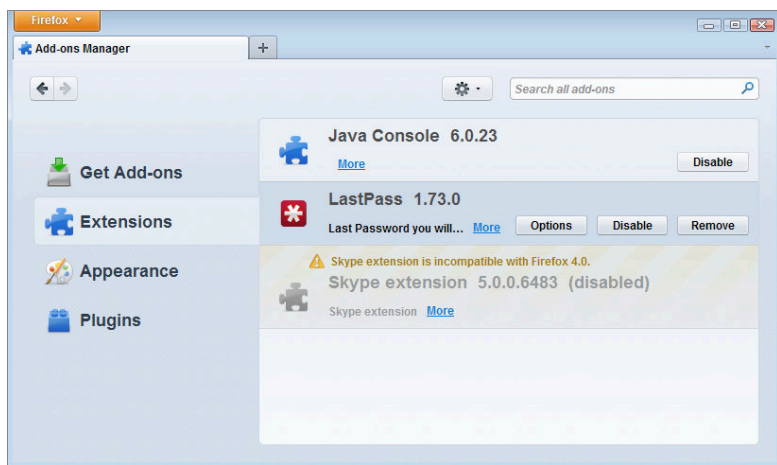 Firefox
Add-ons Manager
Search all add-ons
Get Add-ons
Extensions
Appearance
Plugins
Java Console 6.0.23
More
Disable
LastPass 1.73.0
Last Password you will... More Options Disable Remove
Skype extension is incompatible with Firefox 4.0.
Skype extension 5.0.0.6483 (disabled)
Skype extension More